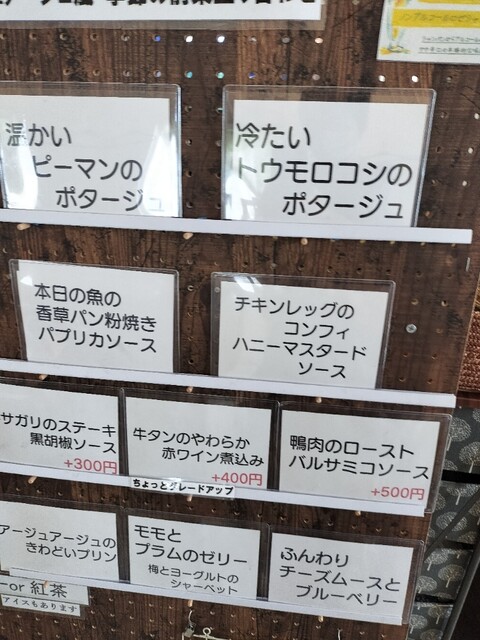 温かい
ピーマンの
ポタージュ
冷たい
トウモロコシの
ポタージュ
本日の魚の
香草パン粉焼き
パプリカソース
チキンレッグの
コンフィ
ハニーマスタード
ソース
サガリのステーキ
黒胡椒ソース
+300円
牛タンのやわらか
赤ワイン煮込み
+400円
鴨肉のロースト
バルサミコソース
+500円
ちょっとグレードアップ
アージュアージュの
きわどいプリン
モモと
プラムのゼリー
梅とヨーグルトの
シャーベット
ふんわり
チーズムースと
ブルーベリー
or 紅茶
アイスもあります